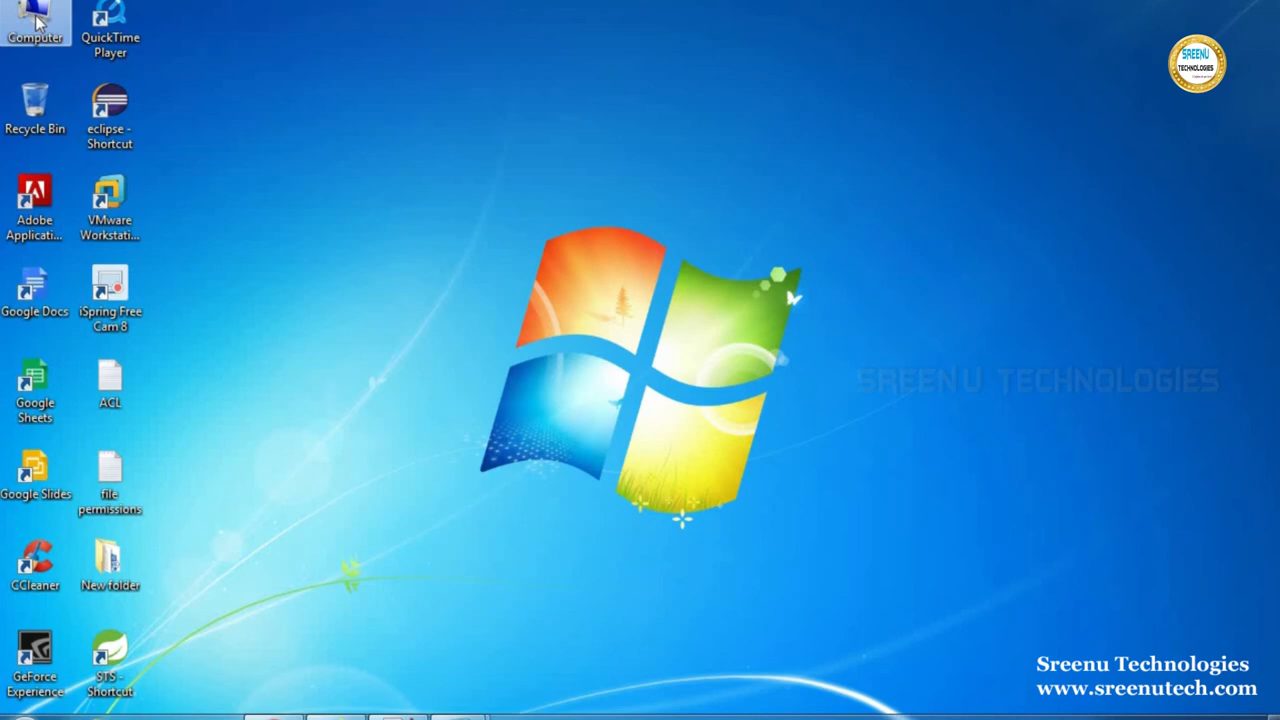 Computer
QuickTime
Player
Recycle Bin
eclipse -
Shortcut
Adobe
Applicati...
VMware
Workstati...
Google Docs
iSpring Free
Cam 8
Google
Sheets
ACL
Google Slides
file
permissions
CCleaner
New folder
GeForce
Experience
STS -
Shortcut
SREENU
TECHNOLOGIES
SREENU TECHNOLOGIES
Sreenu Technologies
www.sreenutech.com